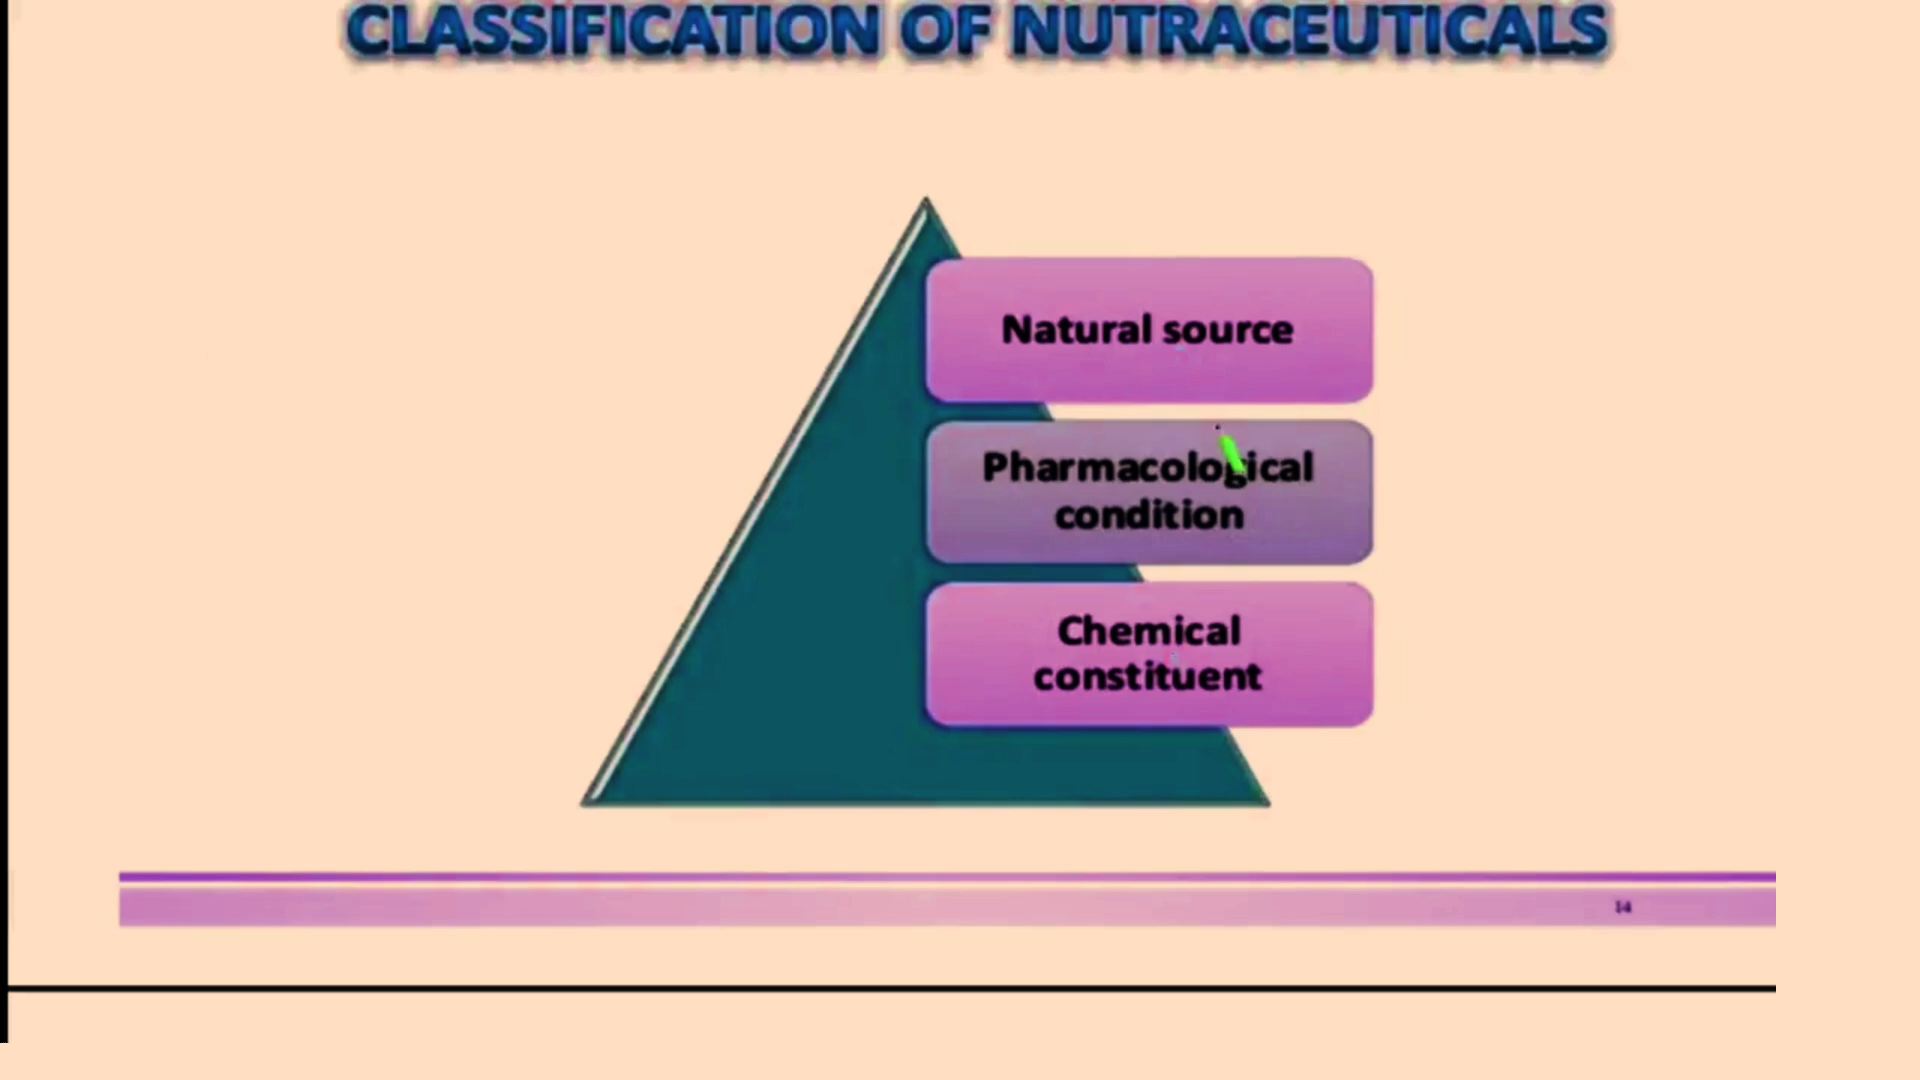 CLASSIFICATION OF NUTRACEUTICALS
Natural source
Pharmacological
condition
Chemical
constituent
14